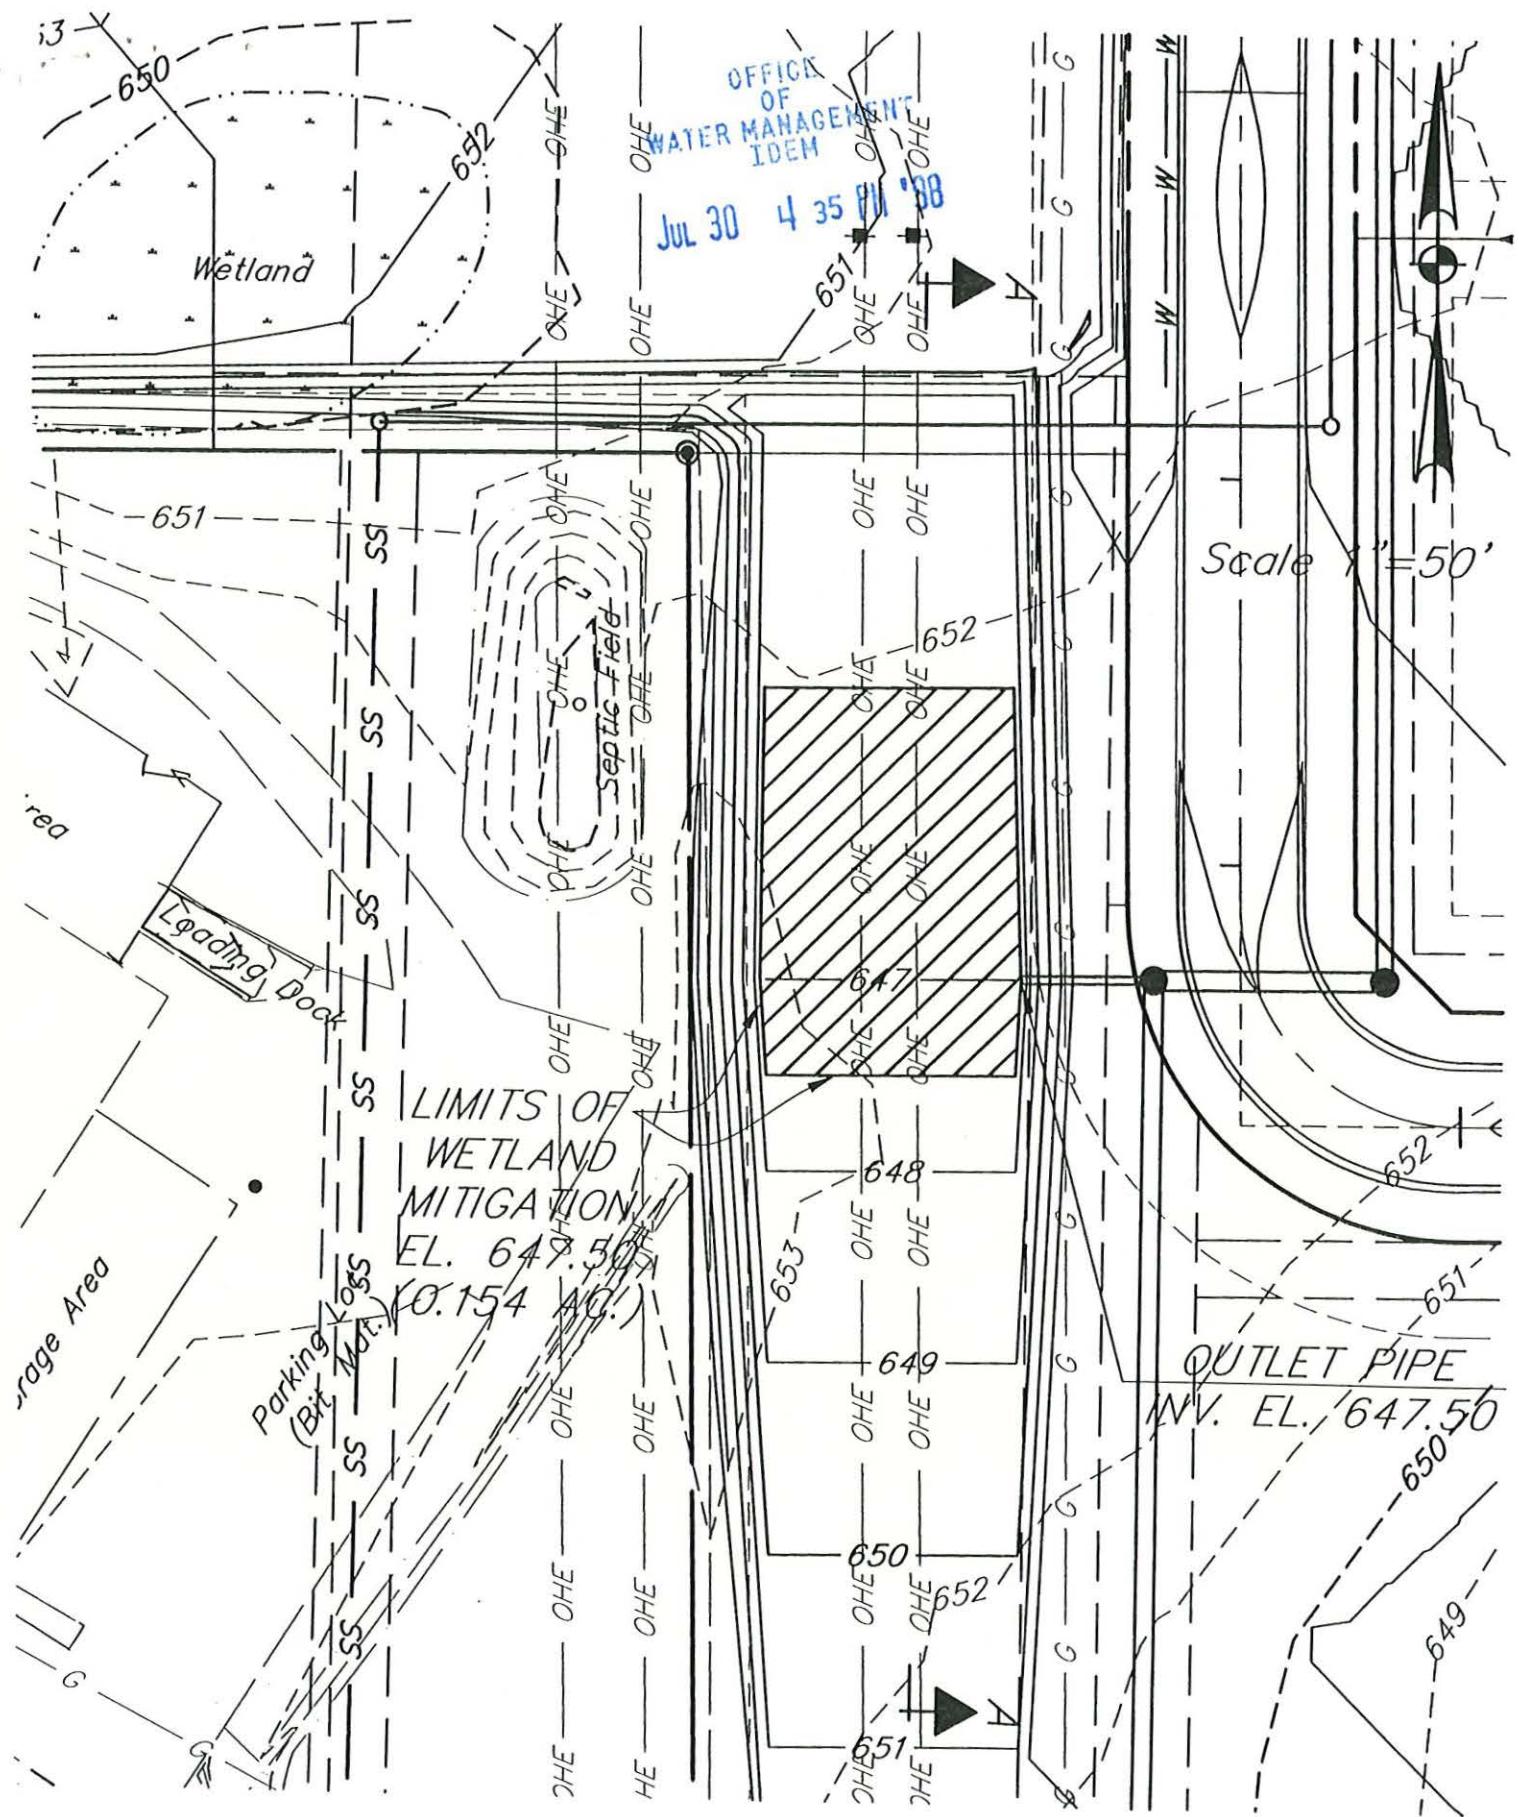 650
652
OFFICE
OF
WATER MANAGEMENT
IDEM
JUL 30 4 35 PM '98
Wetland
651
A
G
W
OHE
651
SS
Septic Field
652
Scale 1"=50'
Loading Dock
647
LIMITS OF
WETLAND
MITIGATION
EL. 647.50
(0.154 AC.)
648
652
653
651
Parking Lot
(Bit. Mat.)
649
OUTLET PIPE
INV. EL. 647.50
650
650
652
649
G
651
A